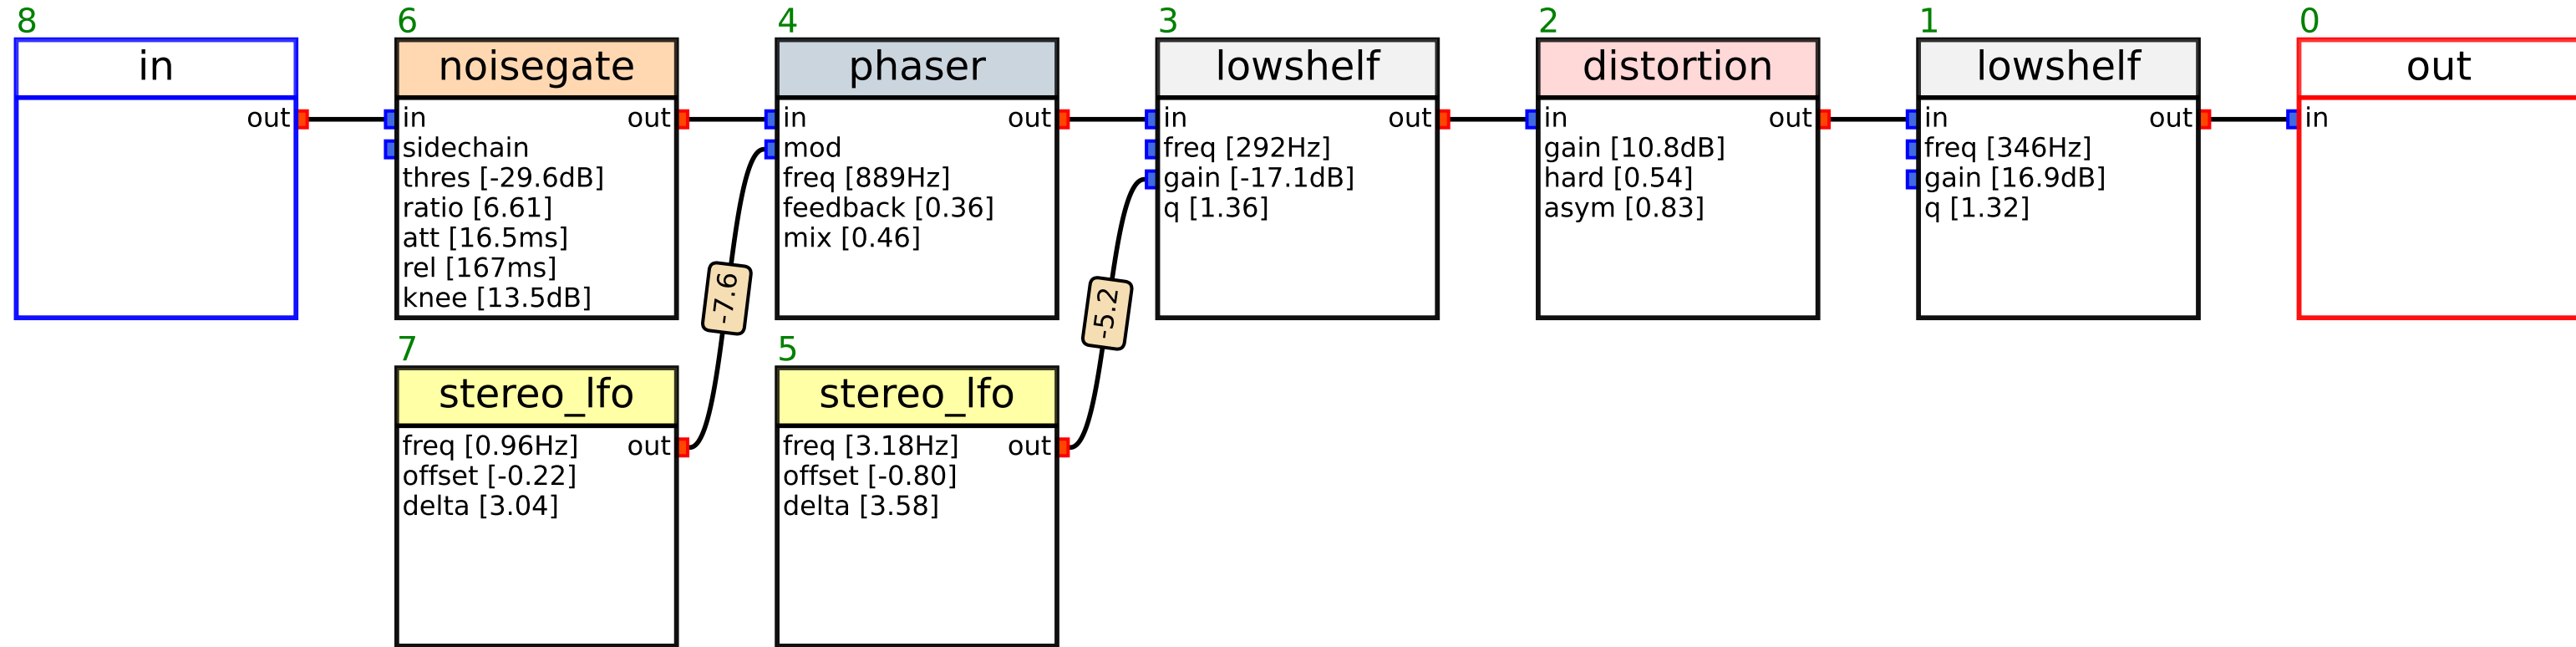 8
in
out
6
noisegate
in out
sidechain
thres [-29.6dB]
ratio [6.61]
att [16.5ms]
rel [167ms]
knee [13.5dB]
4
phaser
in out
mod
freq [889Hz]
feedback [0.36]
mix [0.46]
3
lowshelf
in out
freq [292Hz]
gain [-17.1dB]
q [1.36]
2
distortion
in out
gain [10.8dB]
hard [0.54]
asym [0.83]
1
lowshelf
in out
freq [346Hz]
gain [16.9dB]
q [1.32]
0
out
in
-7.6
-5.2
7
stereo_lfo
freq [0.96Hz] out
offset [-0.22]
delta [3.04]
5
stereo_lfo
freq [3.18Hz] out
offset [-0.80]
delta [3.58]